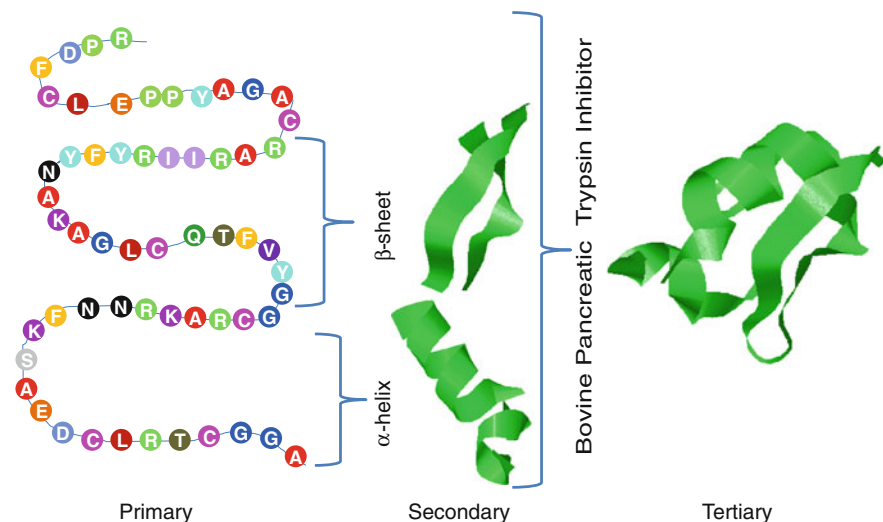 F D P R
C L E P P Y A G A
C
N Y F Y R I I R A R
A
K A G L C Q T F V
Y
G
K F N N R K A R C G
S
A
E D C L R T C G G A
β-sheet
α-helix
Bovine Pancreatic Trypsin Inhibitor
Primary
Secondary
Tertiary